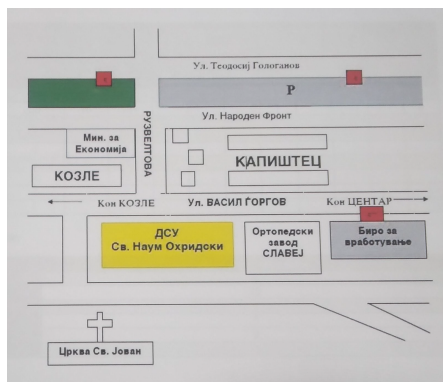 Ул. Теодосиј Гологанов
Р
Ул. Народен Фронт
РУЗВЕЛТОВА
Мин. за
Економија
КОЗЛЕ
КАПИШТЕЦ
Кон КОЗЛЕ
Ул. ВАСИЛ ЃОРГОВ
Кон ЦЕНТАР
ДСУ
Св. Наум Охридски
Ортопедски
завод
СЛАВЕЈ
Биро за
вработување
Црква Св. Јован